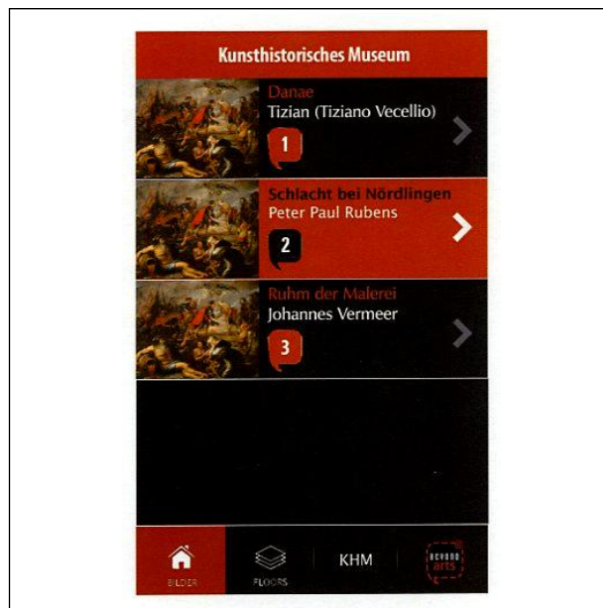 Kunsthistorisches Museum
Danae
Tizian (Tiziano Vecellio)
1
Schlacht bei Nördlingen
Peter Paul Rubens
2
Ruhm der Malerei
Johannes Vermeer
3
BILDER
FLOORS
KHM
beyond
arts